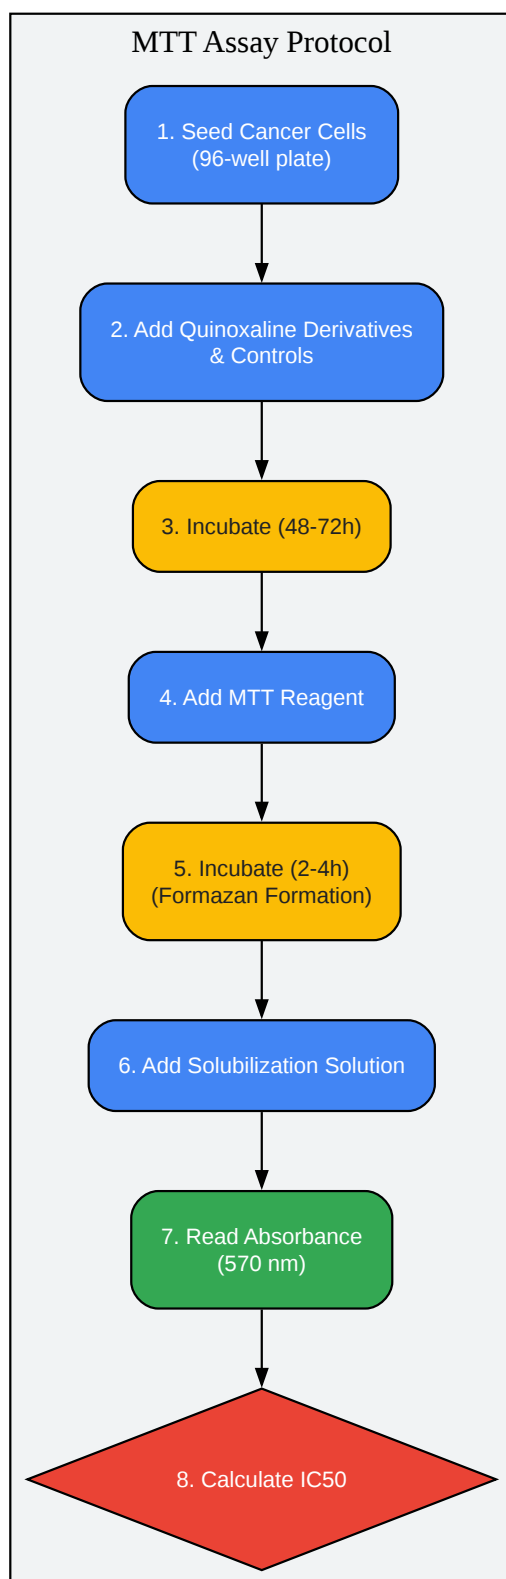 MTT Assay Protocol
1. Seed Cancer Cells
(96-well plate)
2. Add Quinoxaline Derivatives
& Controls
3. Incubate (48-72h)
4. Add MTT Reagent
5. Incubate (2-4h)
(Formazan Formation)
6. Add Solubilization Solution
7. Read Absorbance
(570 nm)
8. Calculate IC50